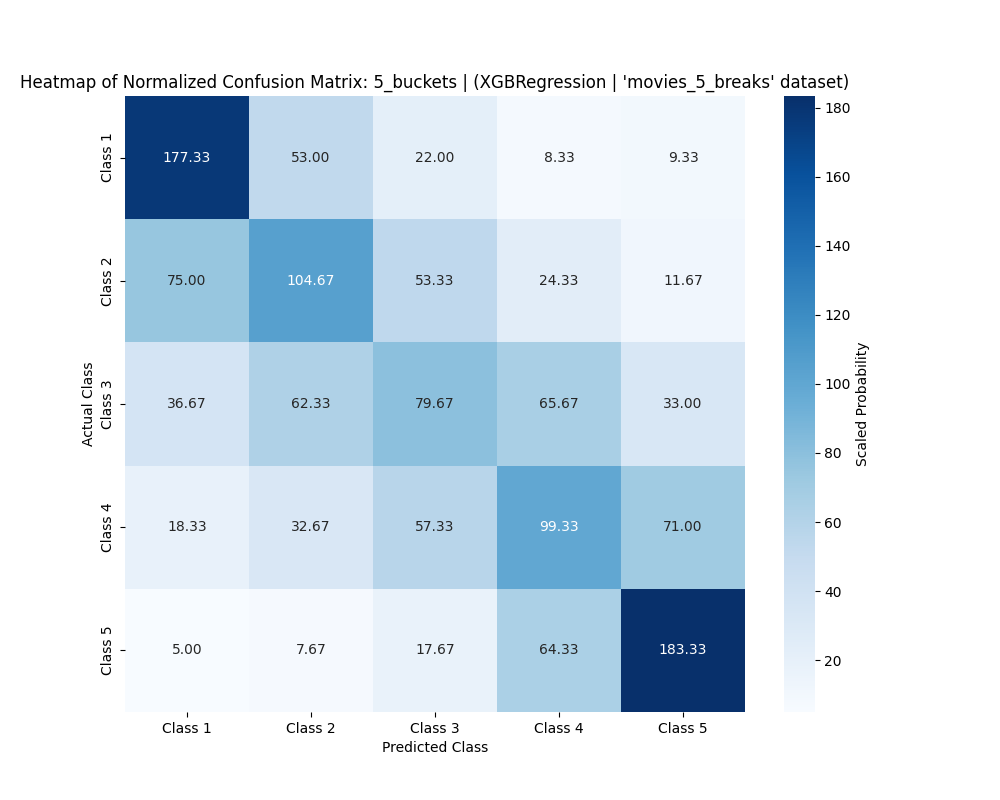 Heatmap of Normalized Confusion Matrix: 5_buckets | (XGBRegression | 'movies_5_breaks' dataset)
Class 1 177.33 53.00 22.00 8.33 9.33
Class 2 75.00 104.67 53.33 24.33 11.67
Class 3 36.67 62.33 79.67 65.67 33.00
Class 4 18.33 32.67 57.33 99.33 71.00
Class 5 5.00 7.67 17.67 64.33 183.33
Class 1 Class 2 Class 3 Class 4 Class 5
Predicted Class
Actual Class
180
160
140
120
100
80
60
40
20
Scaled Probability